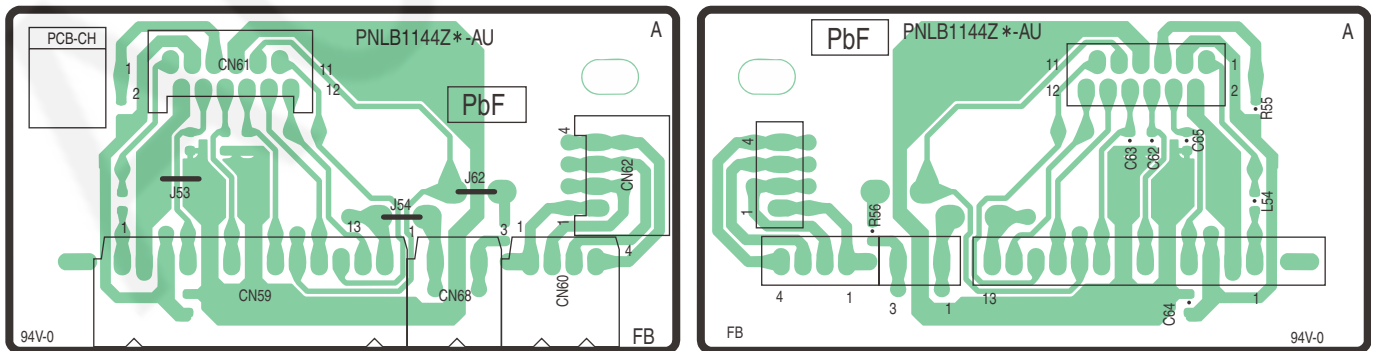 PCB-CH
PNLB1144Z*-AU
A
1
CN61
11
2
12
PbF
4
CN62
J53
J62
J54
1
13
1
3
1
1
4
CN59
CN68
CN60
94V-0
FB
PbF
PNLB1144Z*-AU
A
11
1
12
2
R55
4
C63
C62
C65
1
R56
L54
4
1
3
1
13
1
C64
FB
94V-0